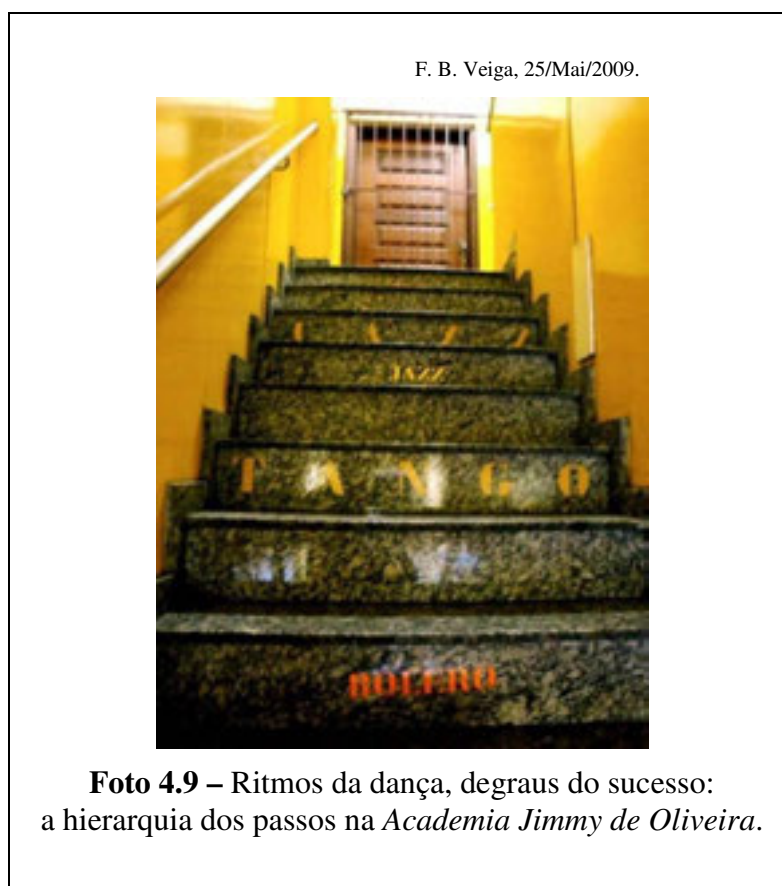 F. B. Veiga, 25/Mai/2009.
JAZZ
TANGO
BOLERO
Foto 4.9 – Ritmos da dança, degraus do sucesso:
a hierarquia dos passos na Academia Jimmy de Oliveira.